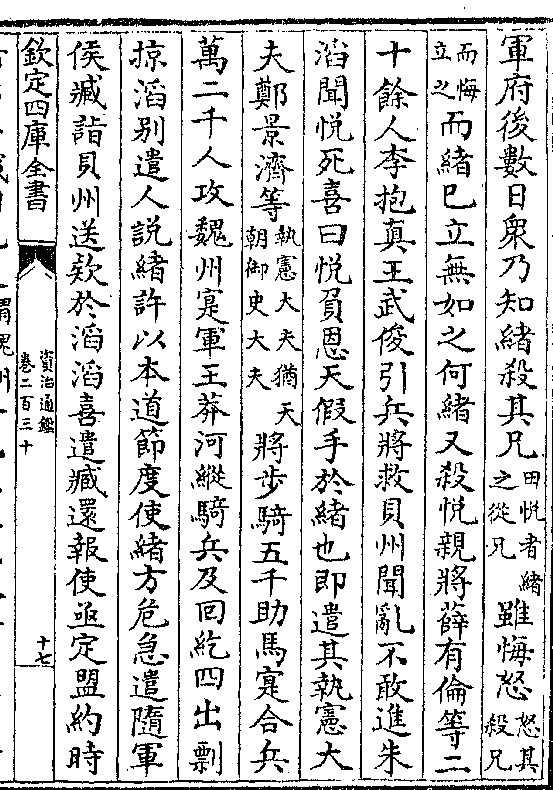 軍府後數日衆乃知緒殺其兄田悅者緒之從兄雖悔怒怒其殺兄
而悔立之而緒已立無如之何緒又殺悅親將薛有倫等二
十餘人李抱真王武俊引兵將救貝州聞亂不敢進朱
滔聞悅死喜曰悅負恩天假手於緒也即遣其執憲大
夫鄭景濟等執憲大夫猶天朝御史大夫將步騎五千助馬寔合兵
萬二千人攻魏州寔軍王莽河縱騎兵及回紇四出剽
掠滔別遣人說緒許以本道節度使緒方危急遣隨軍
侯臧詣貝州送欵於滔滔喜遣臧還報使亟定盟約時
欽定四庫全書
資治通鑑
卷二百三十
十七